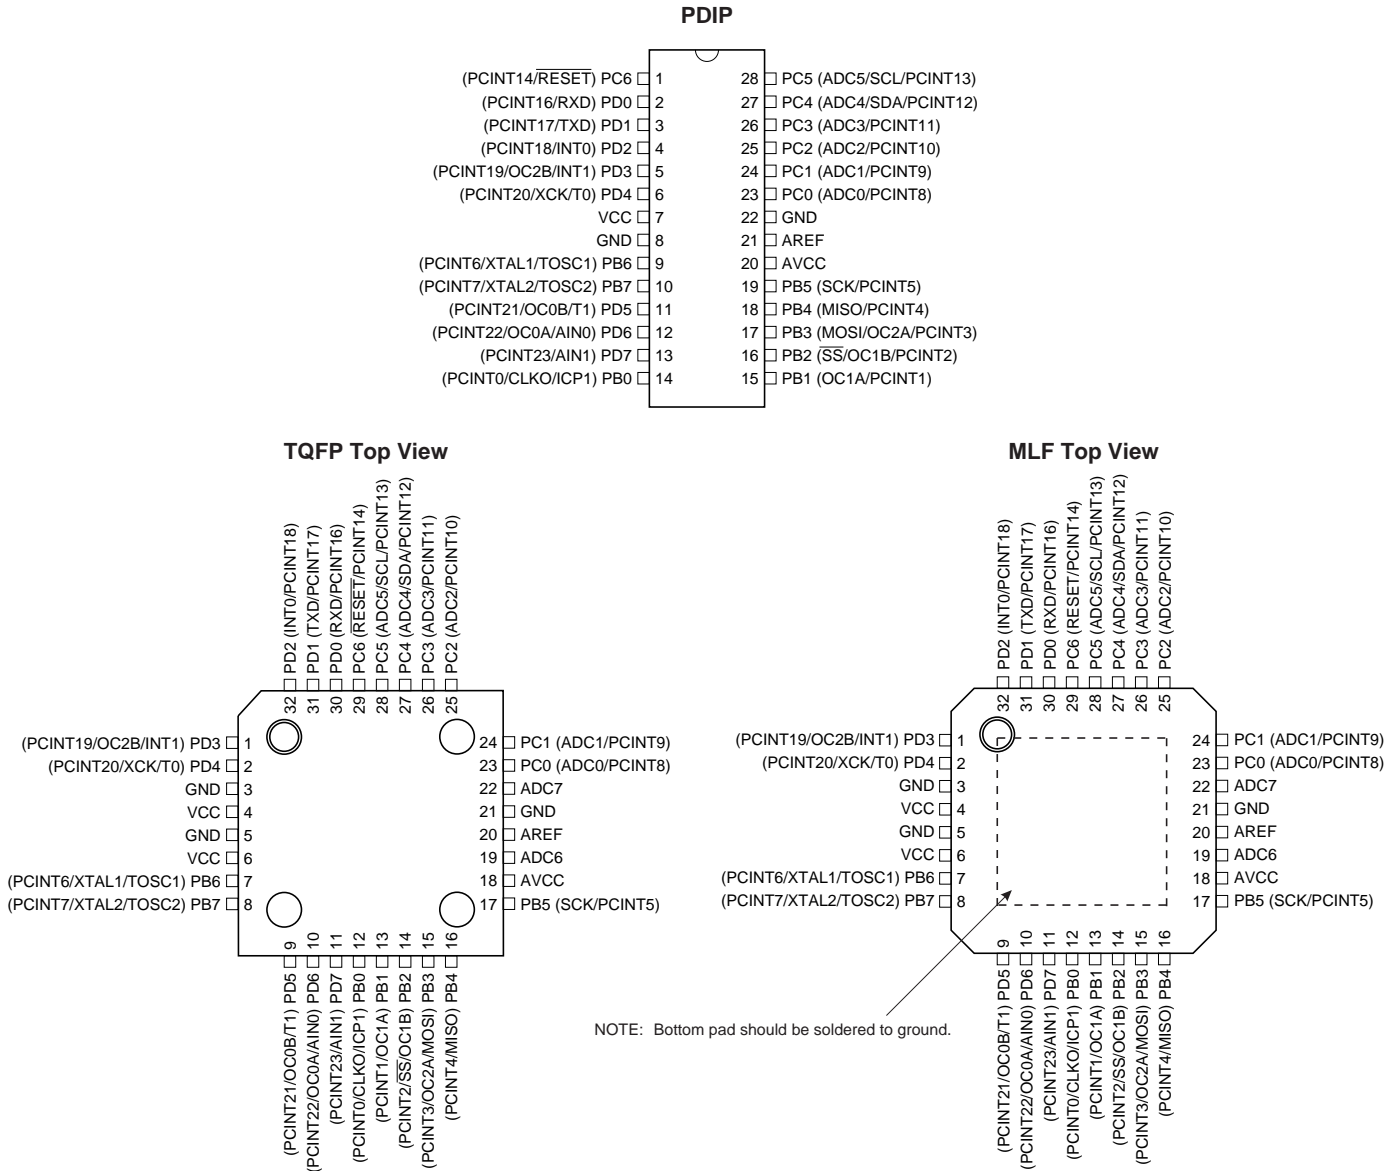 PDIP
(PCINT14/RESET) PC6 1
(PCINT16/RXD) PD0 2
(PCINT17/TXD) PD1 3
(PCINT18/INT0) PD2 4
(PCINT19/OC2B/INT1) PD3 5
(PCINT20/XCK/T0) PD4 6
VCC 7
GND 8
(PCINT6/XTAL1/TOSC1) PB6 9
(PCINT7/XTAL2/TOSC2) PB7 10
(PCINT21/OC0B/T1) PD5 11
(PCINT22/OC0A/AIN0) PD6 12
(PCINT23/AIN1) PD7 13
(PCINT0/CLKO/ICP1) PB0 14
28 PC5 (ADC5/SCL/PCINT13)
27 PC4 (ADC4/SDA/PCINT12)
26 PC3 (ADC3/PCINT11)
25 PC2 (ADC2/PCINT10)
24 PC1 (ADC1/PCINT9)
23 PC0 (ADC0/PCINT8)
22 GND
21 AREF
20 AVCC
19 PB5 (SCK/PCINT5)
18 PB4 (MISO/PCINT4)
17 PB3 (MOSI/OC2A/PCINT3)
16 PB2 (SS/OC1B/PCINT2)
15 PB1 (OC1A/PCINT1)
TQFP Top View
32 PD2 (INT0/PCINT18)
31 PD1 (TXD/PCINT17)
30 PD0 (RXD/PCINT16)
29 PC6 (RESET/PCINT14)
28 PC5 (ADC5/SCL/PCINT13)
27 PC4 (ADC4/SDA/PCINT12)
26 PC3 (ADC3/PCINT11)
25 PC2 (ADC2/PCINT10)
(PCINT19/OC2B/INT1) PD3 1
(PCINT20/XCK/T0) PD4 2
GND 3
VCC 4
GND 5
VCC 6
(PCINT6/XTAL1/TOSC1) PB6 7
(PCINT7/XTAL2/TOSC2) PB7 8
24 PC1 (ADC1/PCINT9)
23 PC0 (ADC0/PCINT8)
22 ADC7
21 GND
20 AREF
19 ADC6
18 AVCC
17 PB5 (SCK/PCINT5)
(PCINT21/OC0B/T1) PD5 9
(PCINT22/OC0A/AIN0) PD6 10
(PCINT23/AIN1) PD7 11
(PCINT0/CLKO/ICP1) PB0 12
(PCINT1/OC1A) PB1 13
(PCINT2/SS/OC1B) PB2 14
(PCINT3/OC2A/MOSI) PB3 15
(PCINT4/MISO) PB4 16
MLF Top View
32 PD2 (INT0/PCINT18)
31 PD1 (TXD/PCINT17)
30 PD0 (RXD/PCINT16)
29 PC6 (RESET/PCINT14)
28 PC5 (ADC5/SCL/PCINT13)
27 PC4 (ADC4/SDA/PCINT12)
26 PC3 (ADC3/PCINT11)
25 PC2 (ADC2/PCINT10)
(PCINT19/OC2B/INT1) PD3 1
(PCINT20/XCK/T0) PD4 2
GND 3
VCC 4
GND 5
VCC 6
(PCINT6/XTAL1/TOSC1) PB6 7
(PCINT7/XTAL2/TOSC2) PB7 8
24 PC1 (ADC1/PCINT9)
23 PC0 (ADC0/PCINT8)
22 ADC7
21 GND
20 AREF
19 ADC6
18 AVCC
17 PB5 (SCK/PCINT5)
(PCINT21/OC0B/T1) PD5 9
(PCINT22/OC0A/AIN0) PD6 10
(PCINT23/AIN1) PD7 11
(PCINT0/CLKO/ICP1) PB0 12
(PCINT1/OC1A) PB1 13
(PCINT2/SS/OC1B) PB2 14
(PCINT3/OC2A/MOSI) PB3 15
(PCINT4/MISO) PB4 16
NOTE: Bottom pad should be soldered to ground.